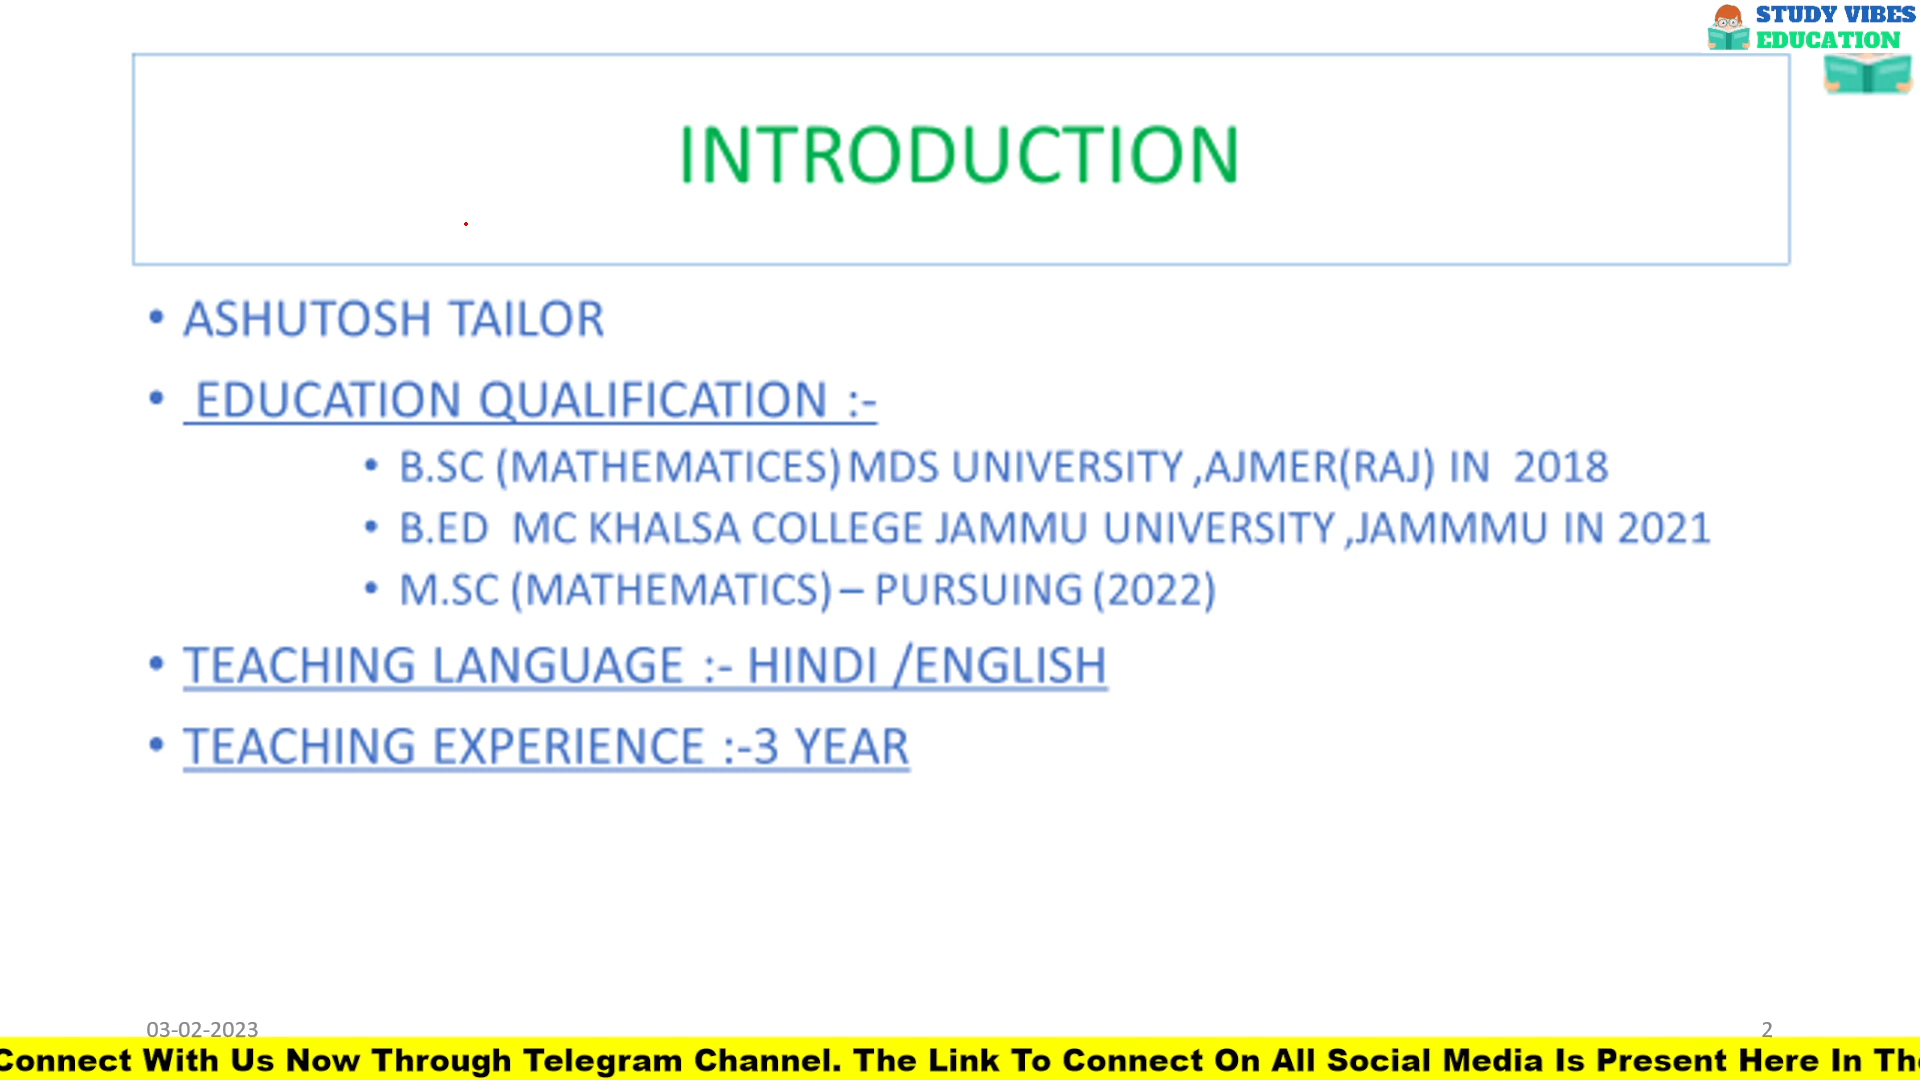 STUDY VIBES
EDUCATION
INTRODUCTION
• ASHUTOSH TAILOR
• EDUCATION QUALIFICATION :-
• B.SC (MATHEMATICES) MDS UNIVERSITY ,AJMER(RAJ) IN 2018
• B.ED MC KHALSA COLLEGE JAMMU UNIVERSITY ,JAMMMU IN 2021
• M.SC (MATHEMATICS) – PURSUING (2022)
• TEACHING LANGUAGE :- HINDI /ENGLISH
• TEACHING EXPERIENCE :-3 YEAR
03-02-2023
2
Connect With Us Now Through Telegram Channel. The Link To Connect On All Social Media Is Present Here In